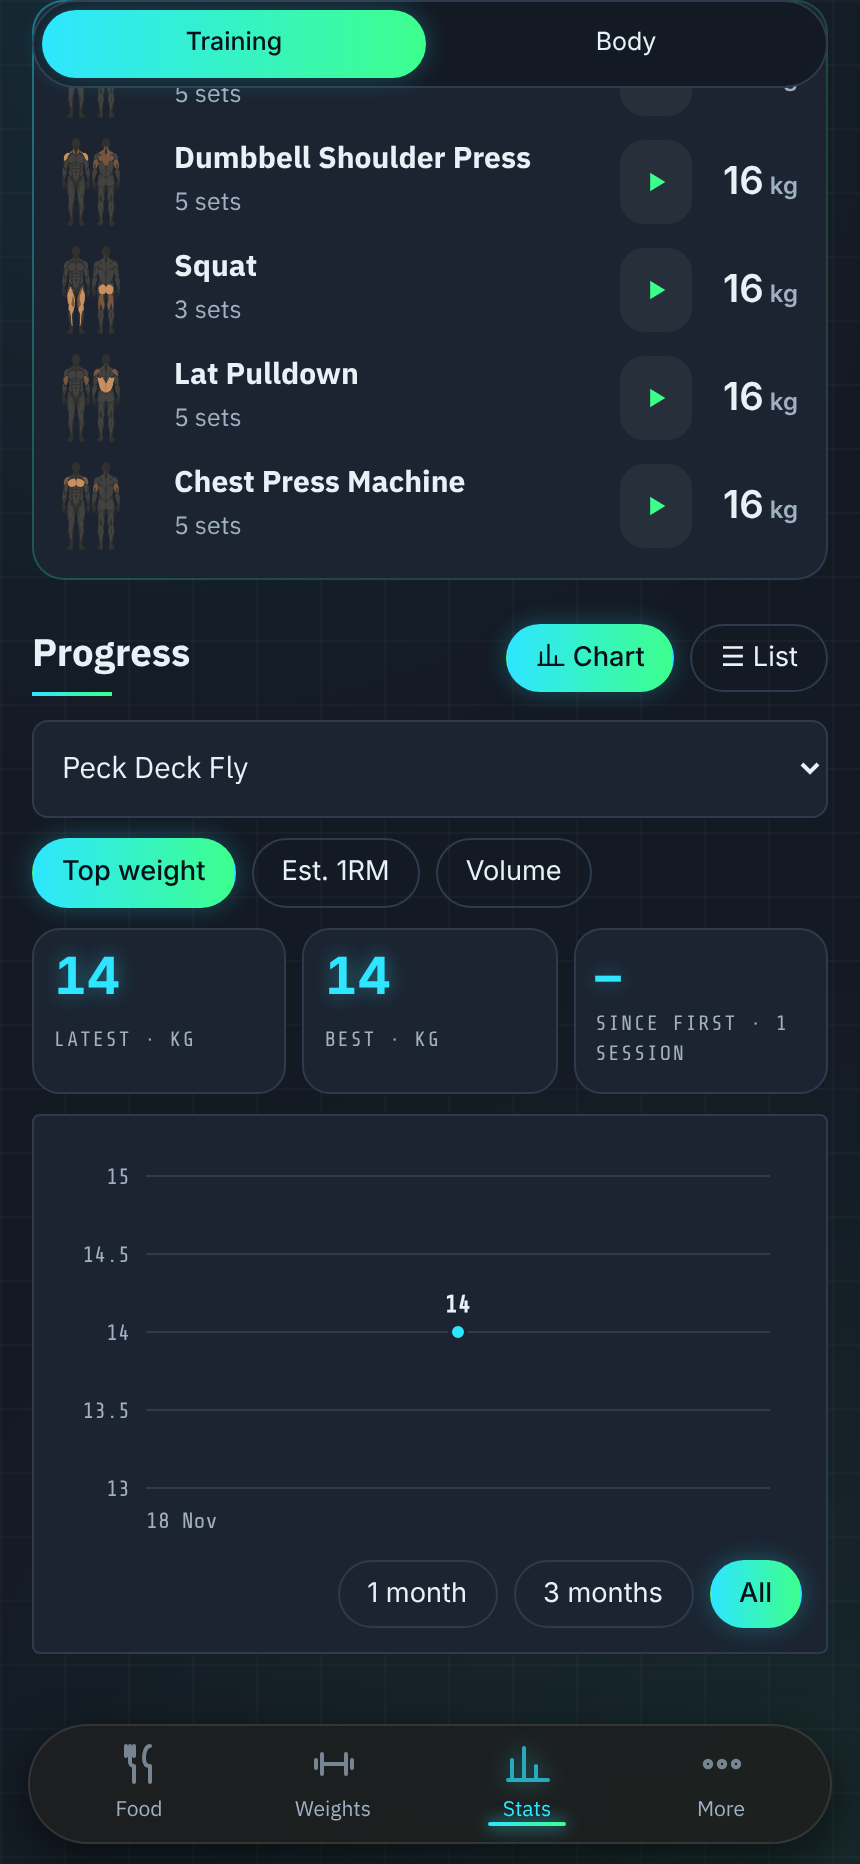 Training
Body
5 sets
Dumbbell Shoulder Press
5 sets
16 kg
Squat
3 sets
16 kg
Lat Pulldown
5 sets
16 kg
Chest Press Machine
5 sets
16 kg
Progress
Chart
List
Peck Deck Fly
Top weight
Est. 1RM
Volume
14
LATEST · KG
14
BEST · KG
–
SINCE FIRST · 1
SESSION
15
14.5
14
14
13.5
13
18 Nov
1 month
3 months
All
Food
Weights
Stats
More